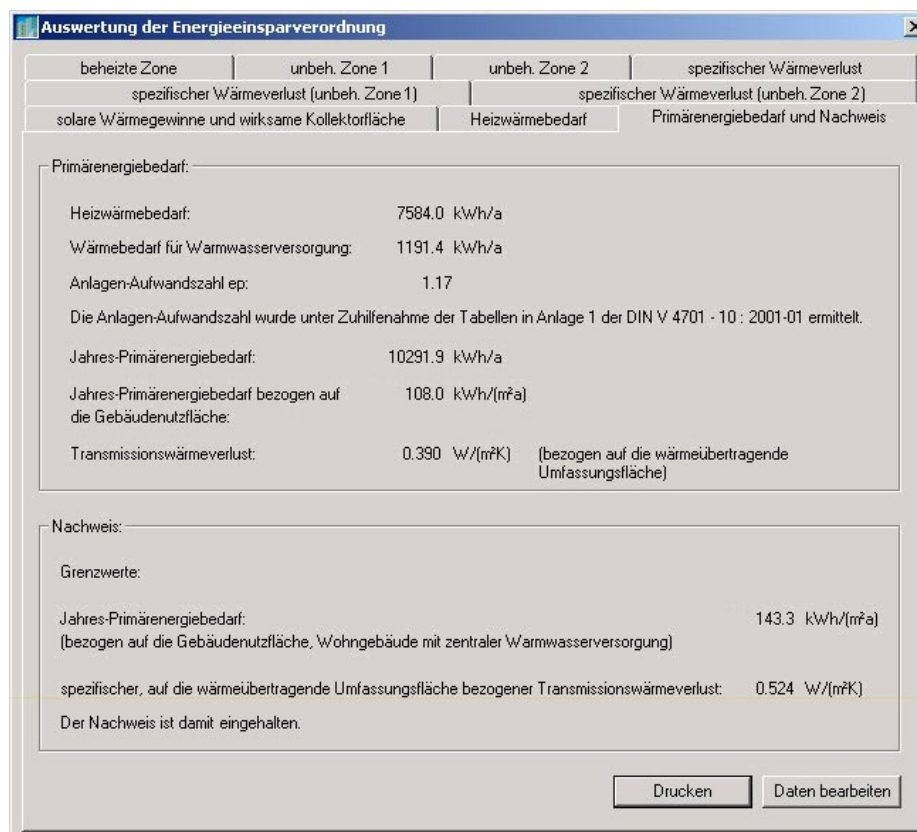 Auswertung der Energieeinsparverordnung
beheizte Zone
unbeh. Zone 1
unbeh. Zone 2
spezifischer Wärmeverlust
spezifischer Wärmeverlust (unbeh. Zone 1)
spezifischer Wärmeverlust (unbeh. Zone 2)
solare Wärmegewinne und wirksame Kollektorfläche
Heizwärmebedarf
Primärenergiebedarf und Nachweis
Primärenergiebedarf:
Heizwärmebedarf: 7584.0 kWh/a
Wärmebedarf für Warmwasserversorgung: 1191.4 kWh/a
Anlagen-Aufwandszahl ep: 1.17
Die Anlagen-Aufwandszahl wurde unter Zuhilfenahme der Tabellen in Anlage 1 der DIN V 4701 - 10 : 2001-01 ermittelt.
Jahres-Primärenergiebedarf: 10291.9 kWh/a
Jahres-Primärenergiebedarf bezogen auf 108.0 kWh/(m²a)
die Gebäudenutzfläche:
Transmissionswärmeverlust: 0.390 W/(m²K) (bezogen auf die wärmeübertragende
Umfassungsfläche)
Nachweis:
Grenzwerte:
Jahres-Primärenergiebedarf: 143.3 kWh/(m²a)
(bezogen auf die Gebäudenutzfläche, Wohngebäude mit zentraler Warmwasserversorgung)
spezifischer, auf die wärmeübertragende Umfassungsfläche bezogener Transmissionswärmeverlust: 0.524 W/(m²K)
Der Nachweis ist damit eingehalten.
Drucken
Daten bearbeiten